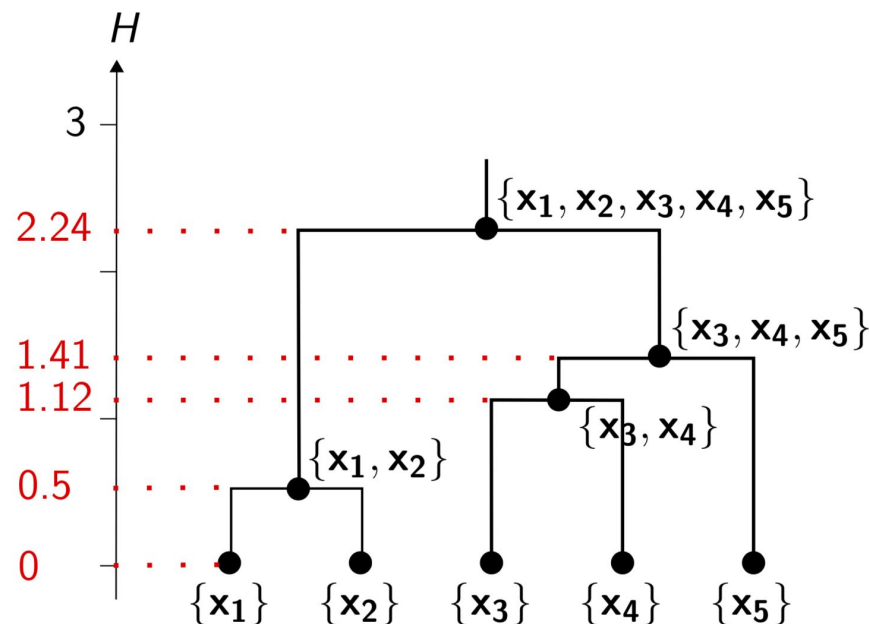 H
3
{x₁, x₂, x₃, x₄, x₅}
2.24
{x₃, x₄, x₅}
1.41
1.12
{x₃, x₄}
{x₁, x₂}
0.5
0
{x₁} {x₂} {x₃} {x₄} {x₅}